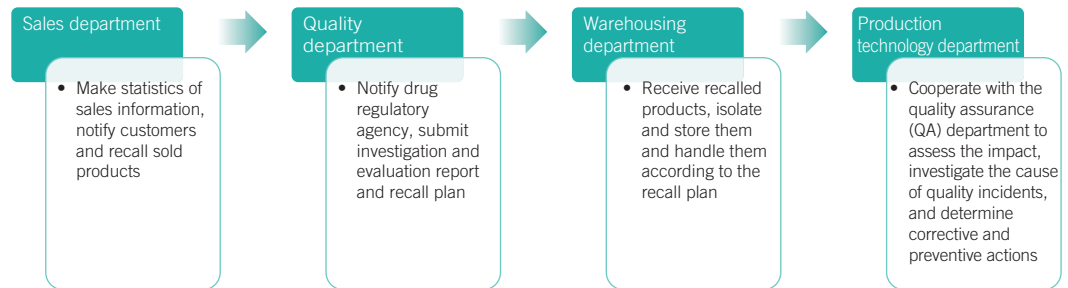 Sales department
• Make statistics of
sales information,
notify customers
and recall sold
products
Quality
department
• Notify drug
regulatory
agency, submit
investigation and
evaluation report
and recall plan
Warehousing
department
• Receive recalled
products, isolate
and store them
and handle them
according to the
recall plan
Production
technology department
• Cooperate with the
quality assurance
(QA) department to
assess the impact,
investigate the cause
of quality incidents,
and determine
corrective and
preventive actions